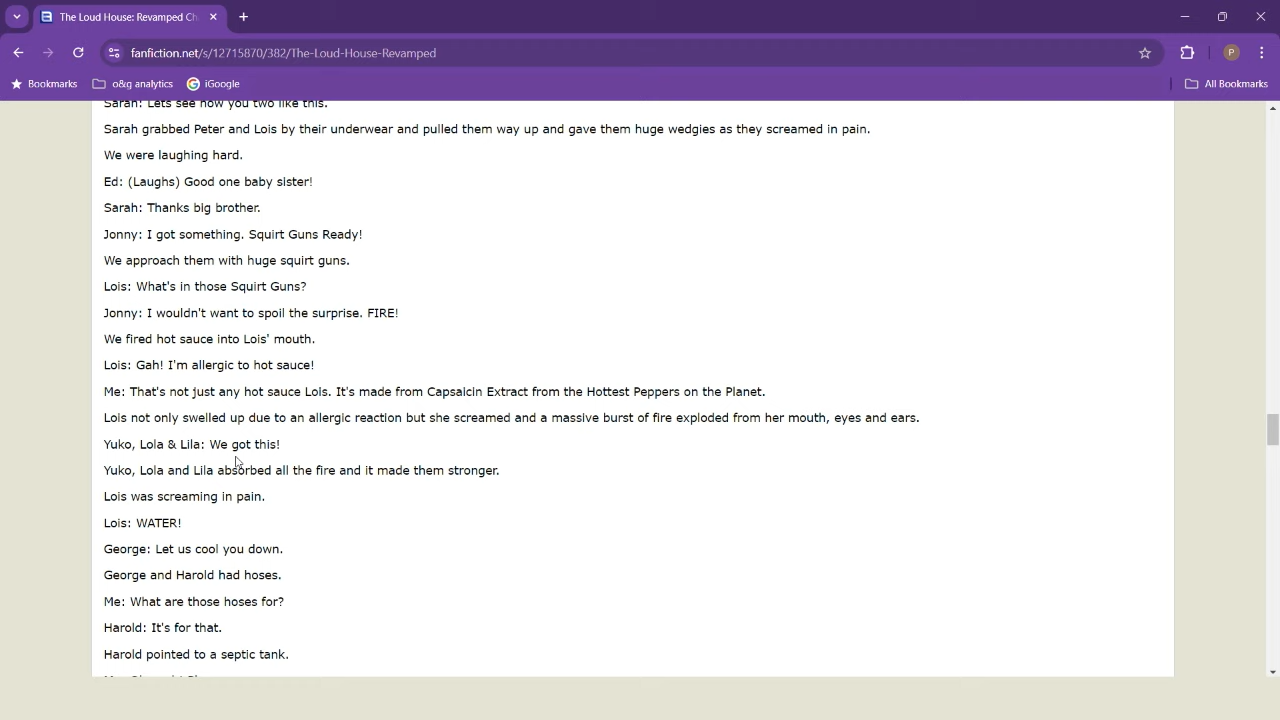 The Loud House: Revamped Ch
fanfiction.net/s/12715870/382/The-Loud-House-Revamped
P
Bookmarks
o&g analytics
iGoogle
All Bookmarks
Sarah: Lets see how you two like this.
Sarah grabbed Peter and Lois by their underwear and pulled them way up and gave them huge wedgies as they screamed in pain.
We were laughing hard.
Ed: (Laughs) Good one baby sister!
Sarah: Thanks big brother.
Jonny: I got something. Squirt Guns Ready!
We approach them with huge squirt guns.
Lois: What's in those Squirt Guns?
Jonny: I wouldn't want to spoil the surprise. FIRE!
We fired hot sauce into Lois' mouth.
Lois: Gah! I'm allergic to hot sauce!
Me: That's not just any hot sauce Lois. It's made from Capsaicin Extract from the Hottest Peppers on the Planet.
Lois not only swelled up due to an allergic reaction but she screamed and a massive burst of fire exploded from her mouth, eyes and ears.
Yuko, Lola & Lila: We got this!
Yuko, Lola and Lila absorbed all the fire and it made them stronger.
Lois was screaming in pain.
Lois: WATER!
George: Let us cool you down.
George and Harold had hoses.
Me: What are those hoses for?
Harold: It's for that.
Harold pointed to a septic tank.